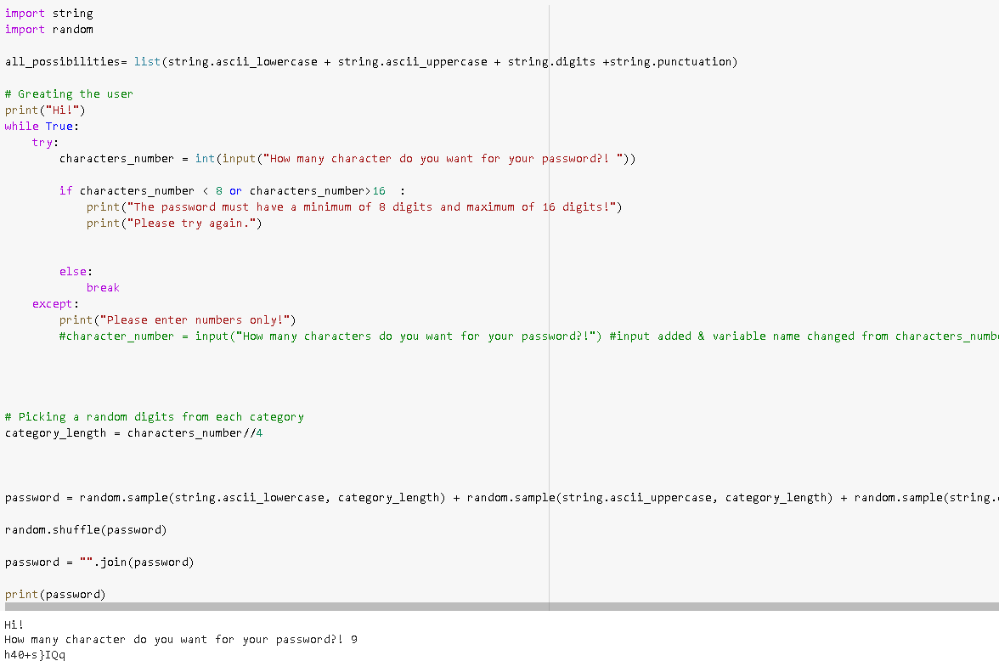 import string
import random
all_possibilities= list(string.ascii_lowercase + string.ascii_uppercase + string.digits +string.punctuation)
# Greating the user
print("Hi!")
while True:
    try:
        characters_number = int(input("How many character do you want for your password?! "))
        if characters_number < 8 or characters_number>16  :
            print("The password must have a minimum of 8 digits and maximum of 16 digits!")
            print("Please try again.")
        else:
            break
    except:
        print("Please enter numbers only!")
        #character_number = input("How many characters do you want for your password?!") #input added & variable name changed from characters_numbe
# Picking a random digits from each category
category_length = characters_number//4
password = random.sample(string.ascii_lowercase, category_length) + random.sample(string.ascii_uppercase, category_length) + random.sample(string.
random.shuffle(password)
password = "".join(password)
print(password)
Hi!
How many character do you want for your password?! 9
h40+s}IQq